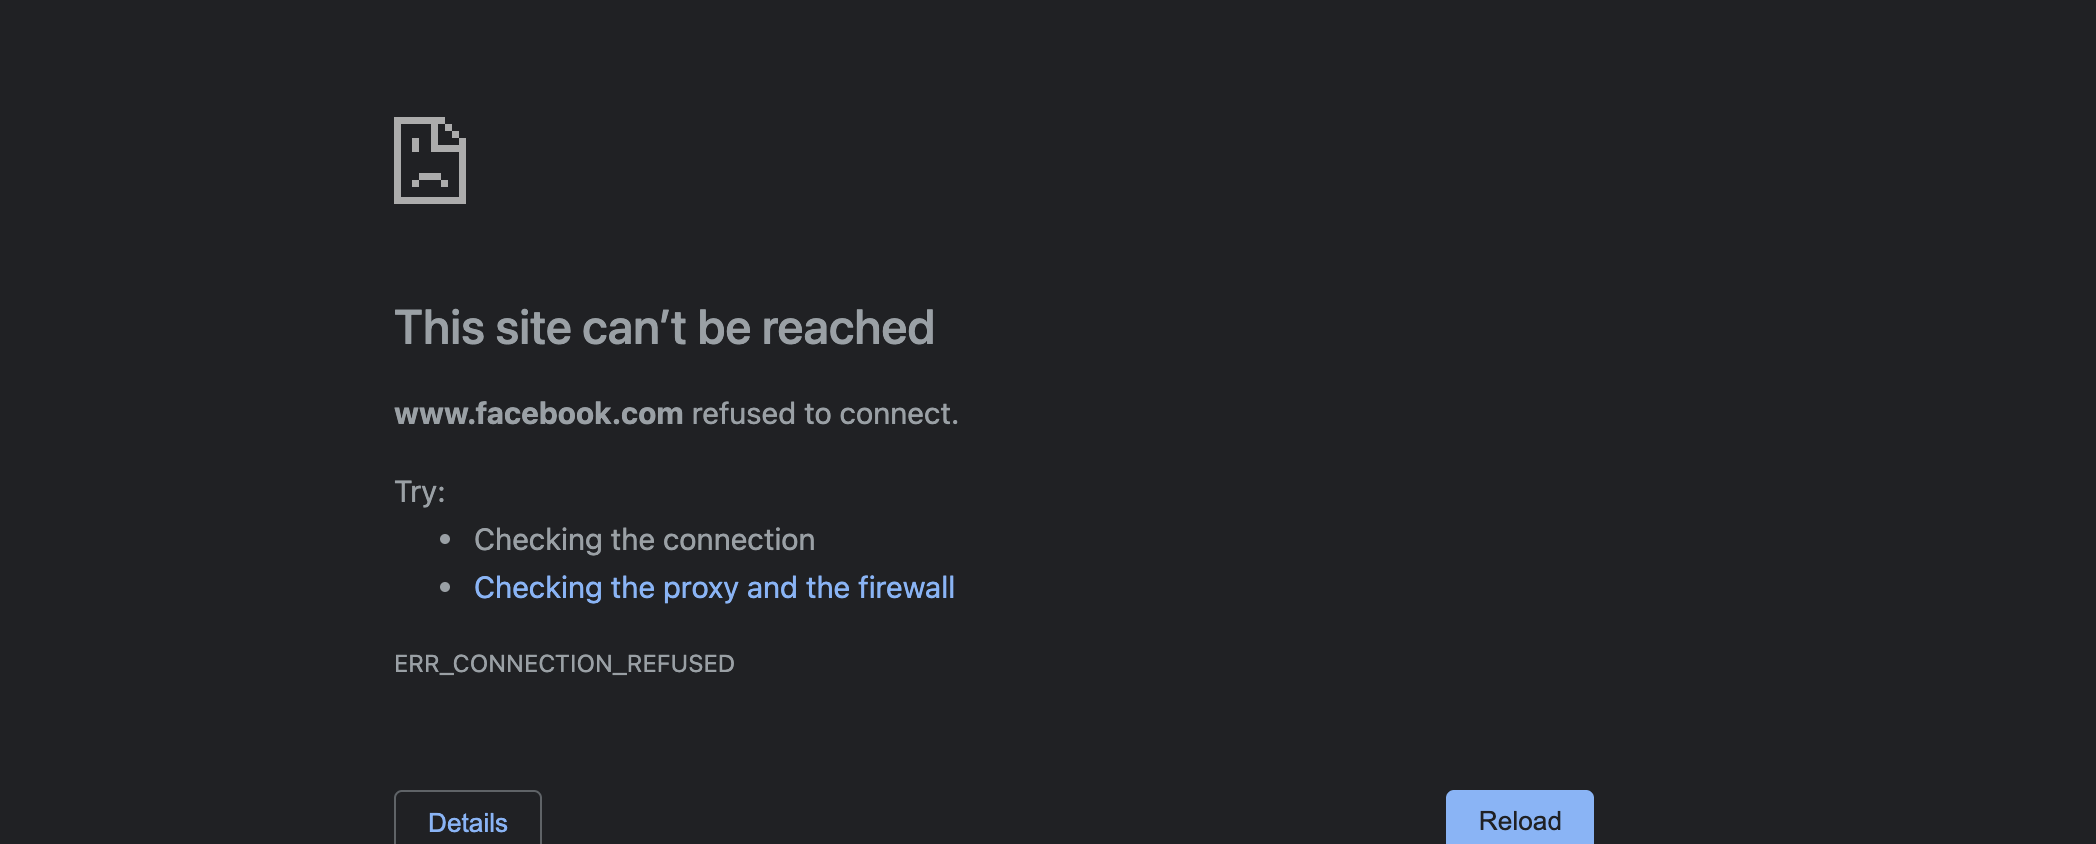 This site can’t be reached
www.facebook.com refused to connect.
Try:
• Checking the connection
• Checking the proxy and the firewall
ERR_CONNECTION_REFUSED
Details
Reload